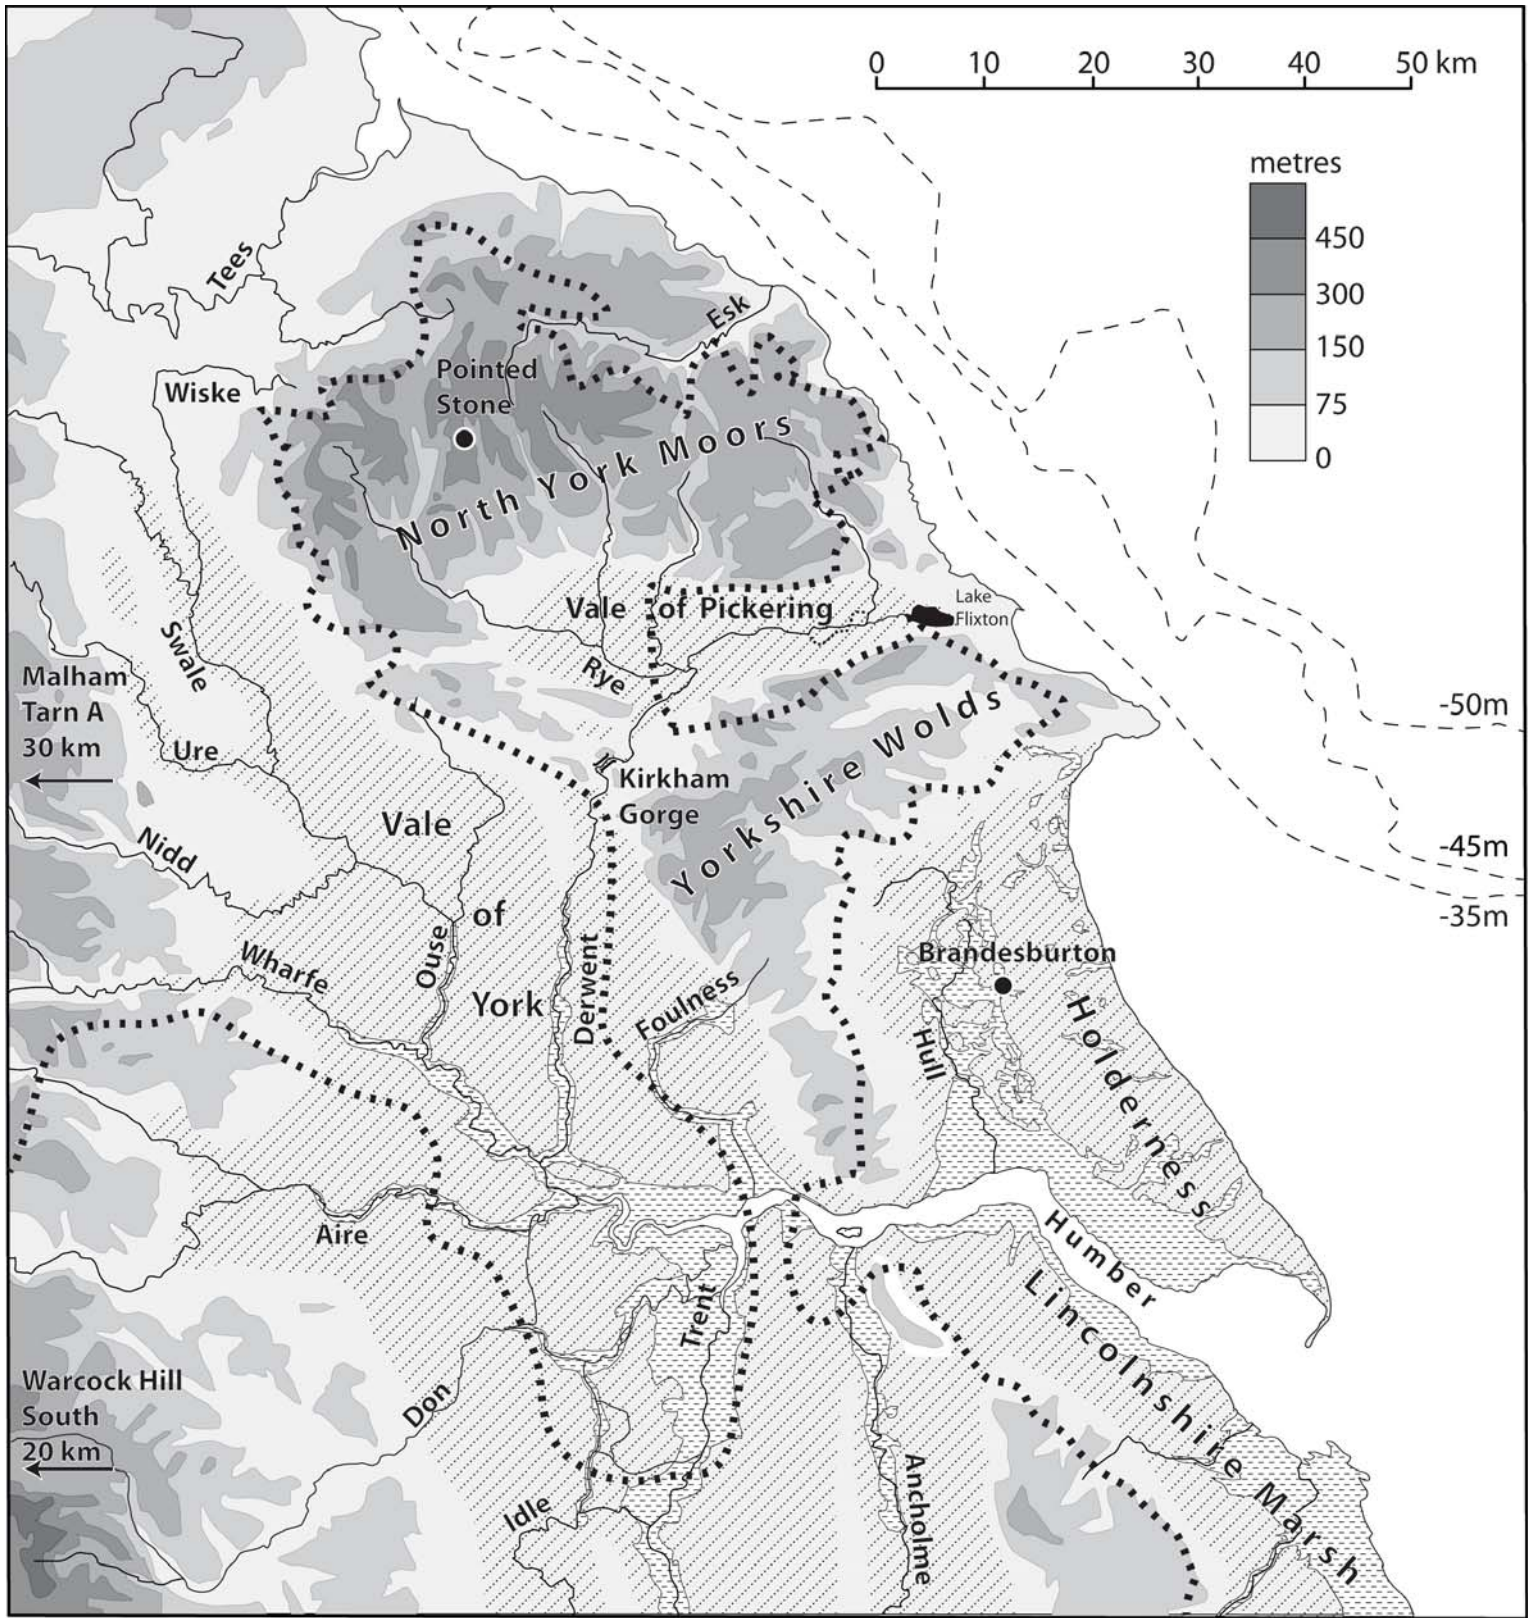 0 10 20 30 40 50 km
metres
450
300
150
75
0
Tees
Esk
Wiske
Pointed
Stone
North York Moors
Lake
Flixton
Vale of Pickering
Swale
Rye
Malham
Tarn A
30 km
Ure
Yorkshire Wolds
-50m
Kirkham
Gorge
Vale
of
York
Nidd
-45m
-35m
Ouse
Wharfe
Derwent
Foulness
Brandesburton
Hull
Holderness
Aire
Humber
Trent
Lincolnshire Marsh
Warcock Hill
South
20 km
Don
Idle
Ancholme